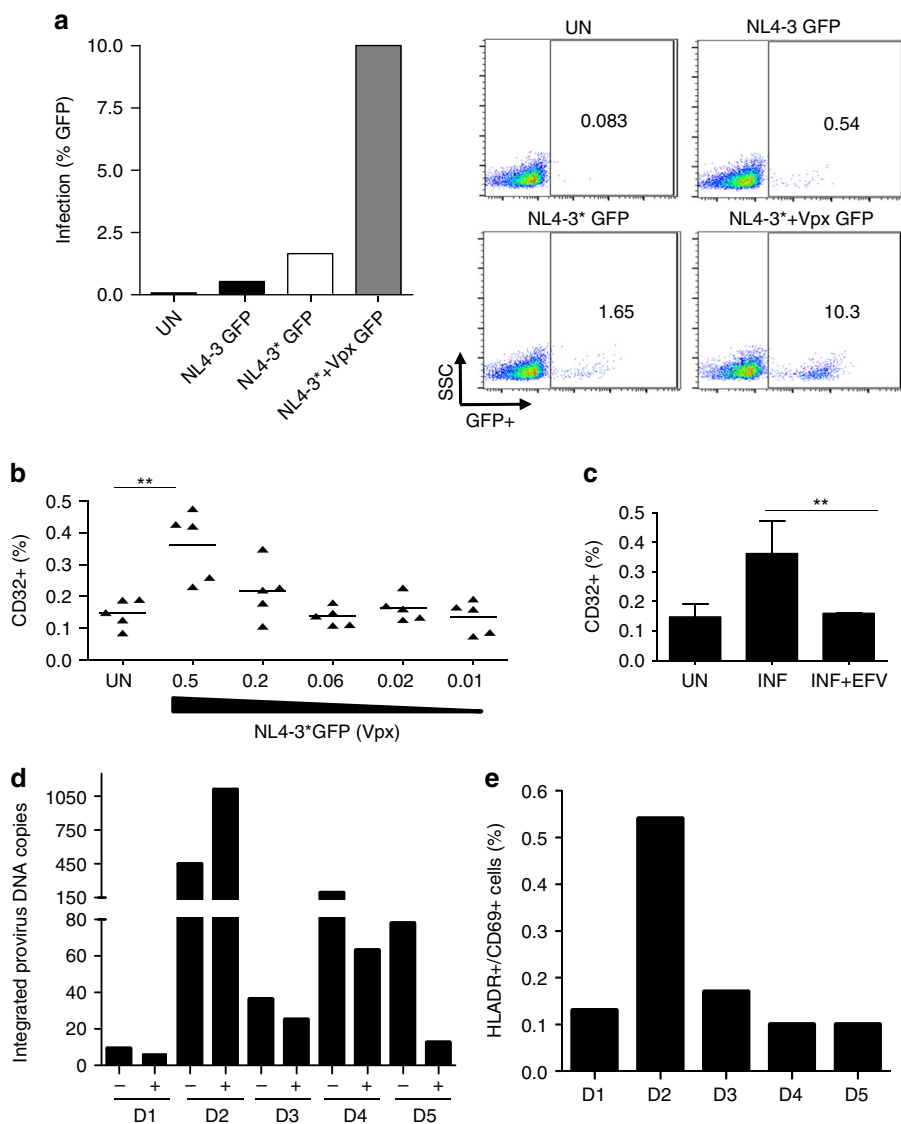 a
Infection (% GFP)
10.0
7.5
5.0
2.5
0.0
UN
NL4-3 GFP
NL4-3* GFP
NL4-3*+Vpx GFP
UN
0.083
NL4-3 GFP
0.54
NL4-3* GFP
1.65
NL4-3*+Vpx GFP
10.3
SSC
GFP+
b
**
CD32+ (%)
0.5
0.4
0.3
0.2
0.1
0.0
UN 0.5 0.2 0.06 0.02 0.01
NL4-3*GFP (Vpx)
c
**
CD32+ (%)
0.5
0.4
0.3
0.2
0.1
0.0
UN INF INF+EFV
d
Integrated provirus DNA copies
1050
750
450
150
80
60
40
20
0
– + – + – + – + – +
D1 D2 D3 D4 D5
e
HLADR+/CD69+ cells (%)
0.6
0.5
0.4
0.3
0.2
0.1
0.0
D1 D2 D3 D4 D5